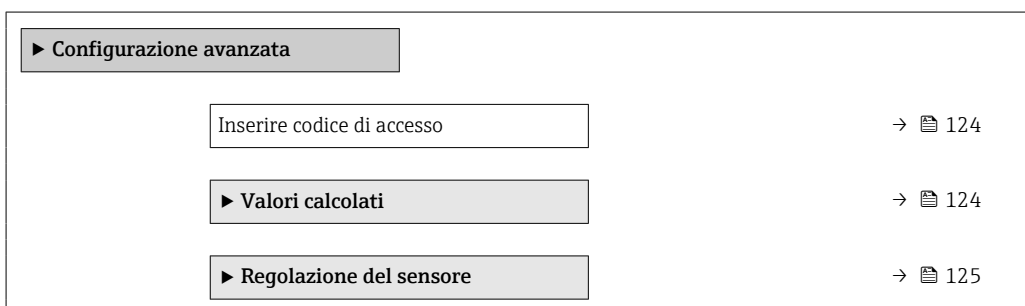 ► Configurazione avanzata
Inserire codice di accesso → 124
► Valori calcolati → 124
► Regolazione del sensore → 125